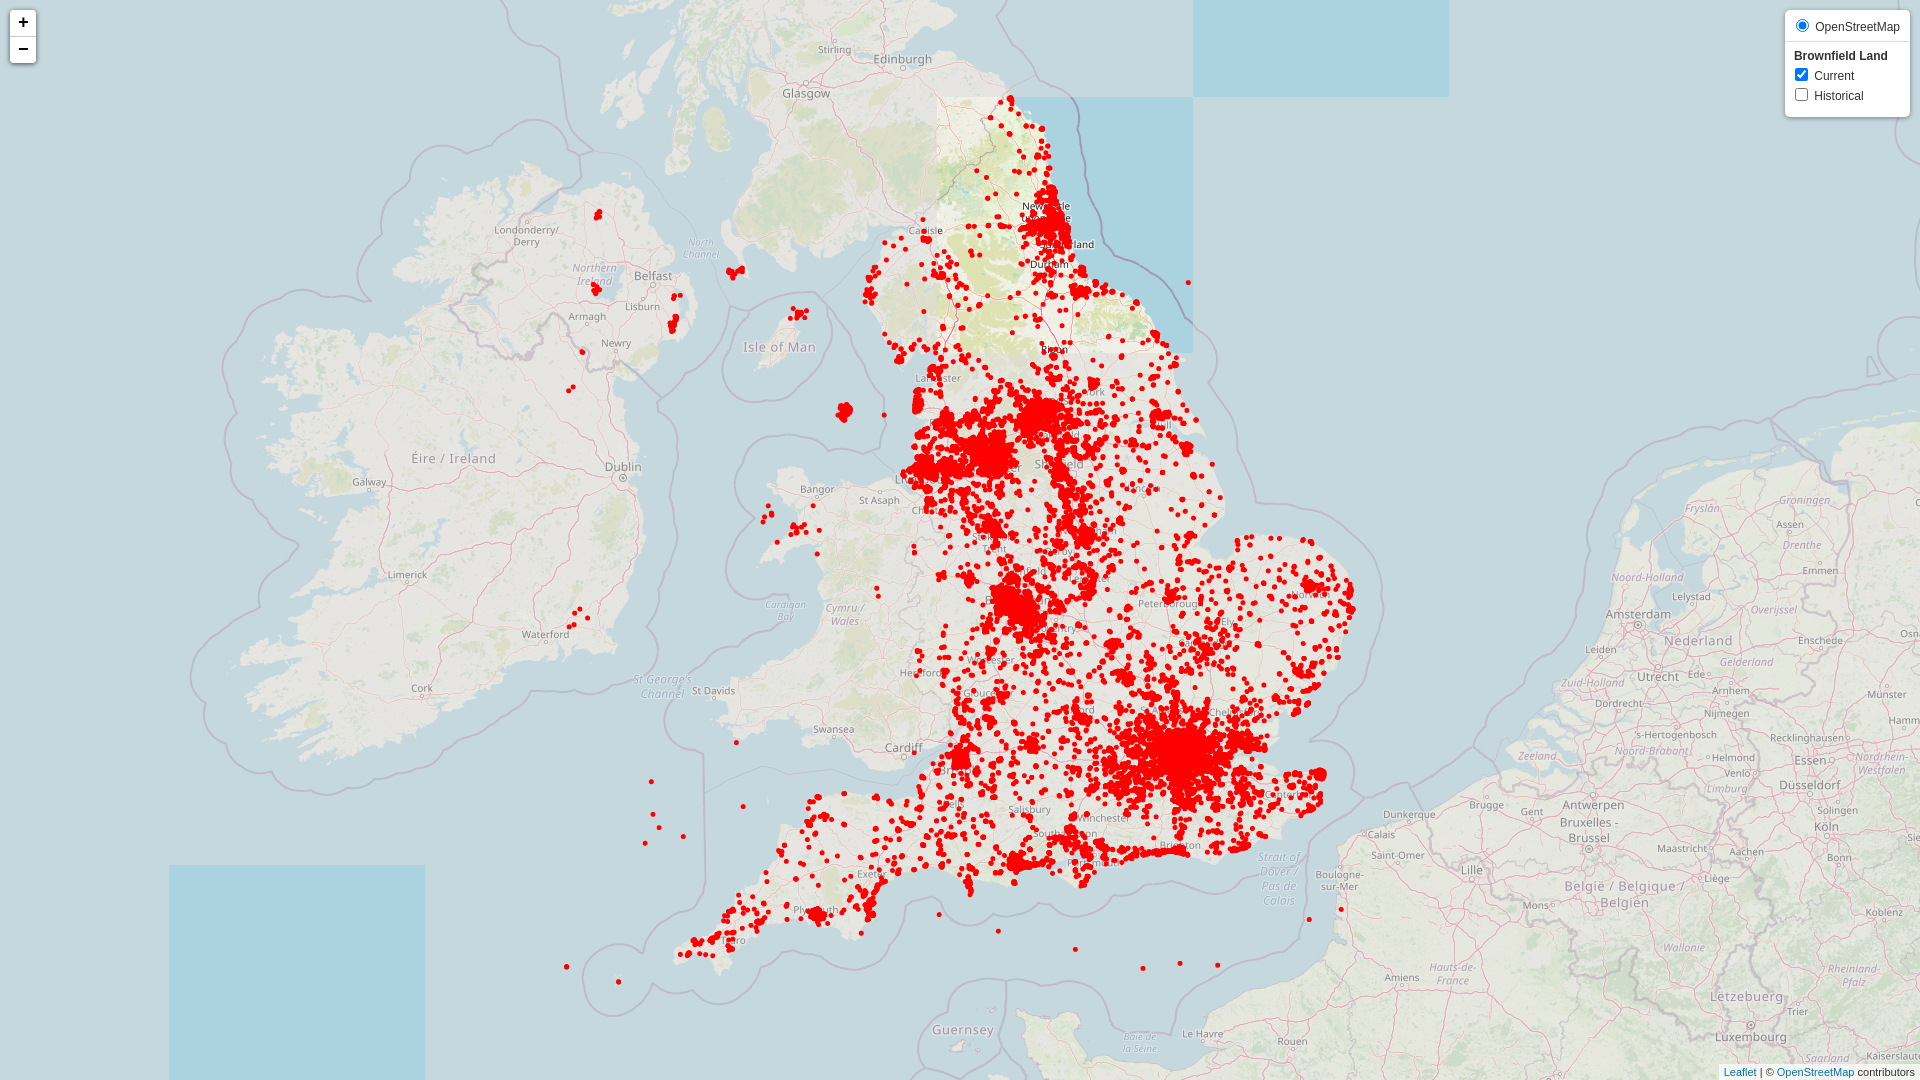 +
−
OpenStreetMap
Brownfield Land
Current
Historical
Stirling
Edinburgh
Glasgow
Londonderry/
Derry
North
Channel
Northern
Ireland
Belfast
Lisburn
Armagh
Newry
Isle of Man
Carlisle
Durham
Ripon
Lancaster
Éire / Ireland
Dublin
Galway
Limerick
Waterford
Cork
St George's
Channel
Bangor
St Asaph
Cardigan
Bay
Cymru /
Wales
St Davids
Swansea
Cardiff
Peterborough
Ely
Worcester
Salisbury
Winchester
Brighton
Exeter
Plymouth
Truro
Strait of
Dover /
Pas de
Calais
Guernsey
Baie de
la Seine
Le Havre
Rouen
Amiens
Hauts-de-
France
Boulogne-
sur-Mer
Saint-Omer
Calais
Dunkerque
Lille
Mons
Brugge
Gent
Antwerpen
Bruxelles -
Brussel
België / Belgique /
Belgien
Wallonie
Liège
Maastricht
Aachen
Zeeland
Zuid-Holland
Dordrecht
Leiden
Amsterdam
Noord-Holland
Lelystad
Nederland
Utrecht
Ede
Arnhem
Nijmegen
Gelderland
Overijssel
Enschede
Drenthe
Emmen
Assen
Groningen
Fryslân
's-Hertogenbosch
Noord-Brabant
Helmond
Venlo
Limburg
Recklinghausen
Essen
Düsseldorf
Solingen
Köln
Bonn
Koblenz
Münster
Nordrhein-
Westfalen
Rheinland-
Pfalz
Lëtzebuerg
Luxembourg
Trier
Saarland
Kaiserslautern
Leaflet | © OpenStreetMap contributors